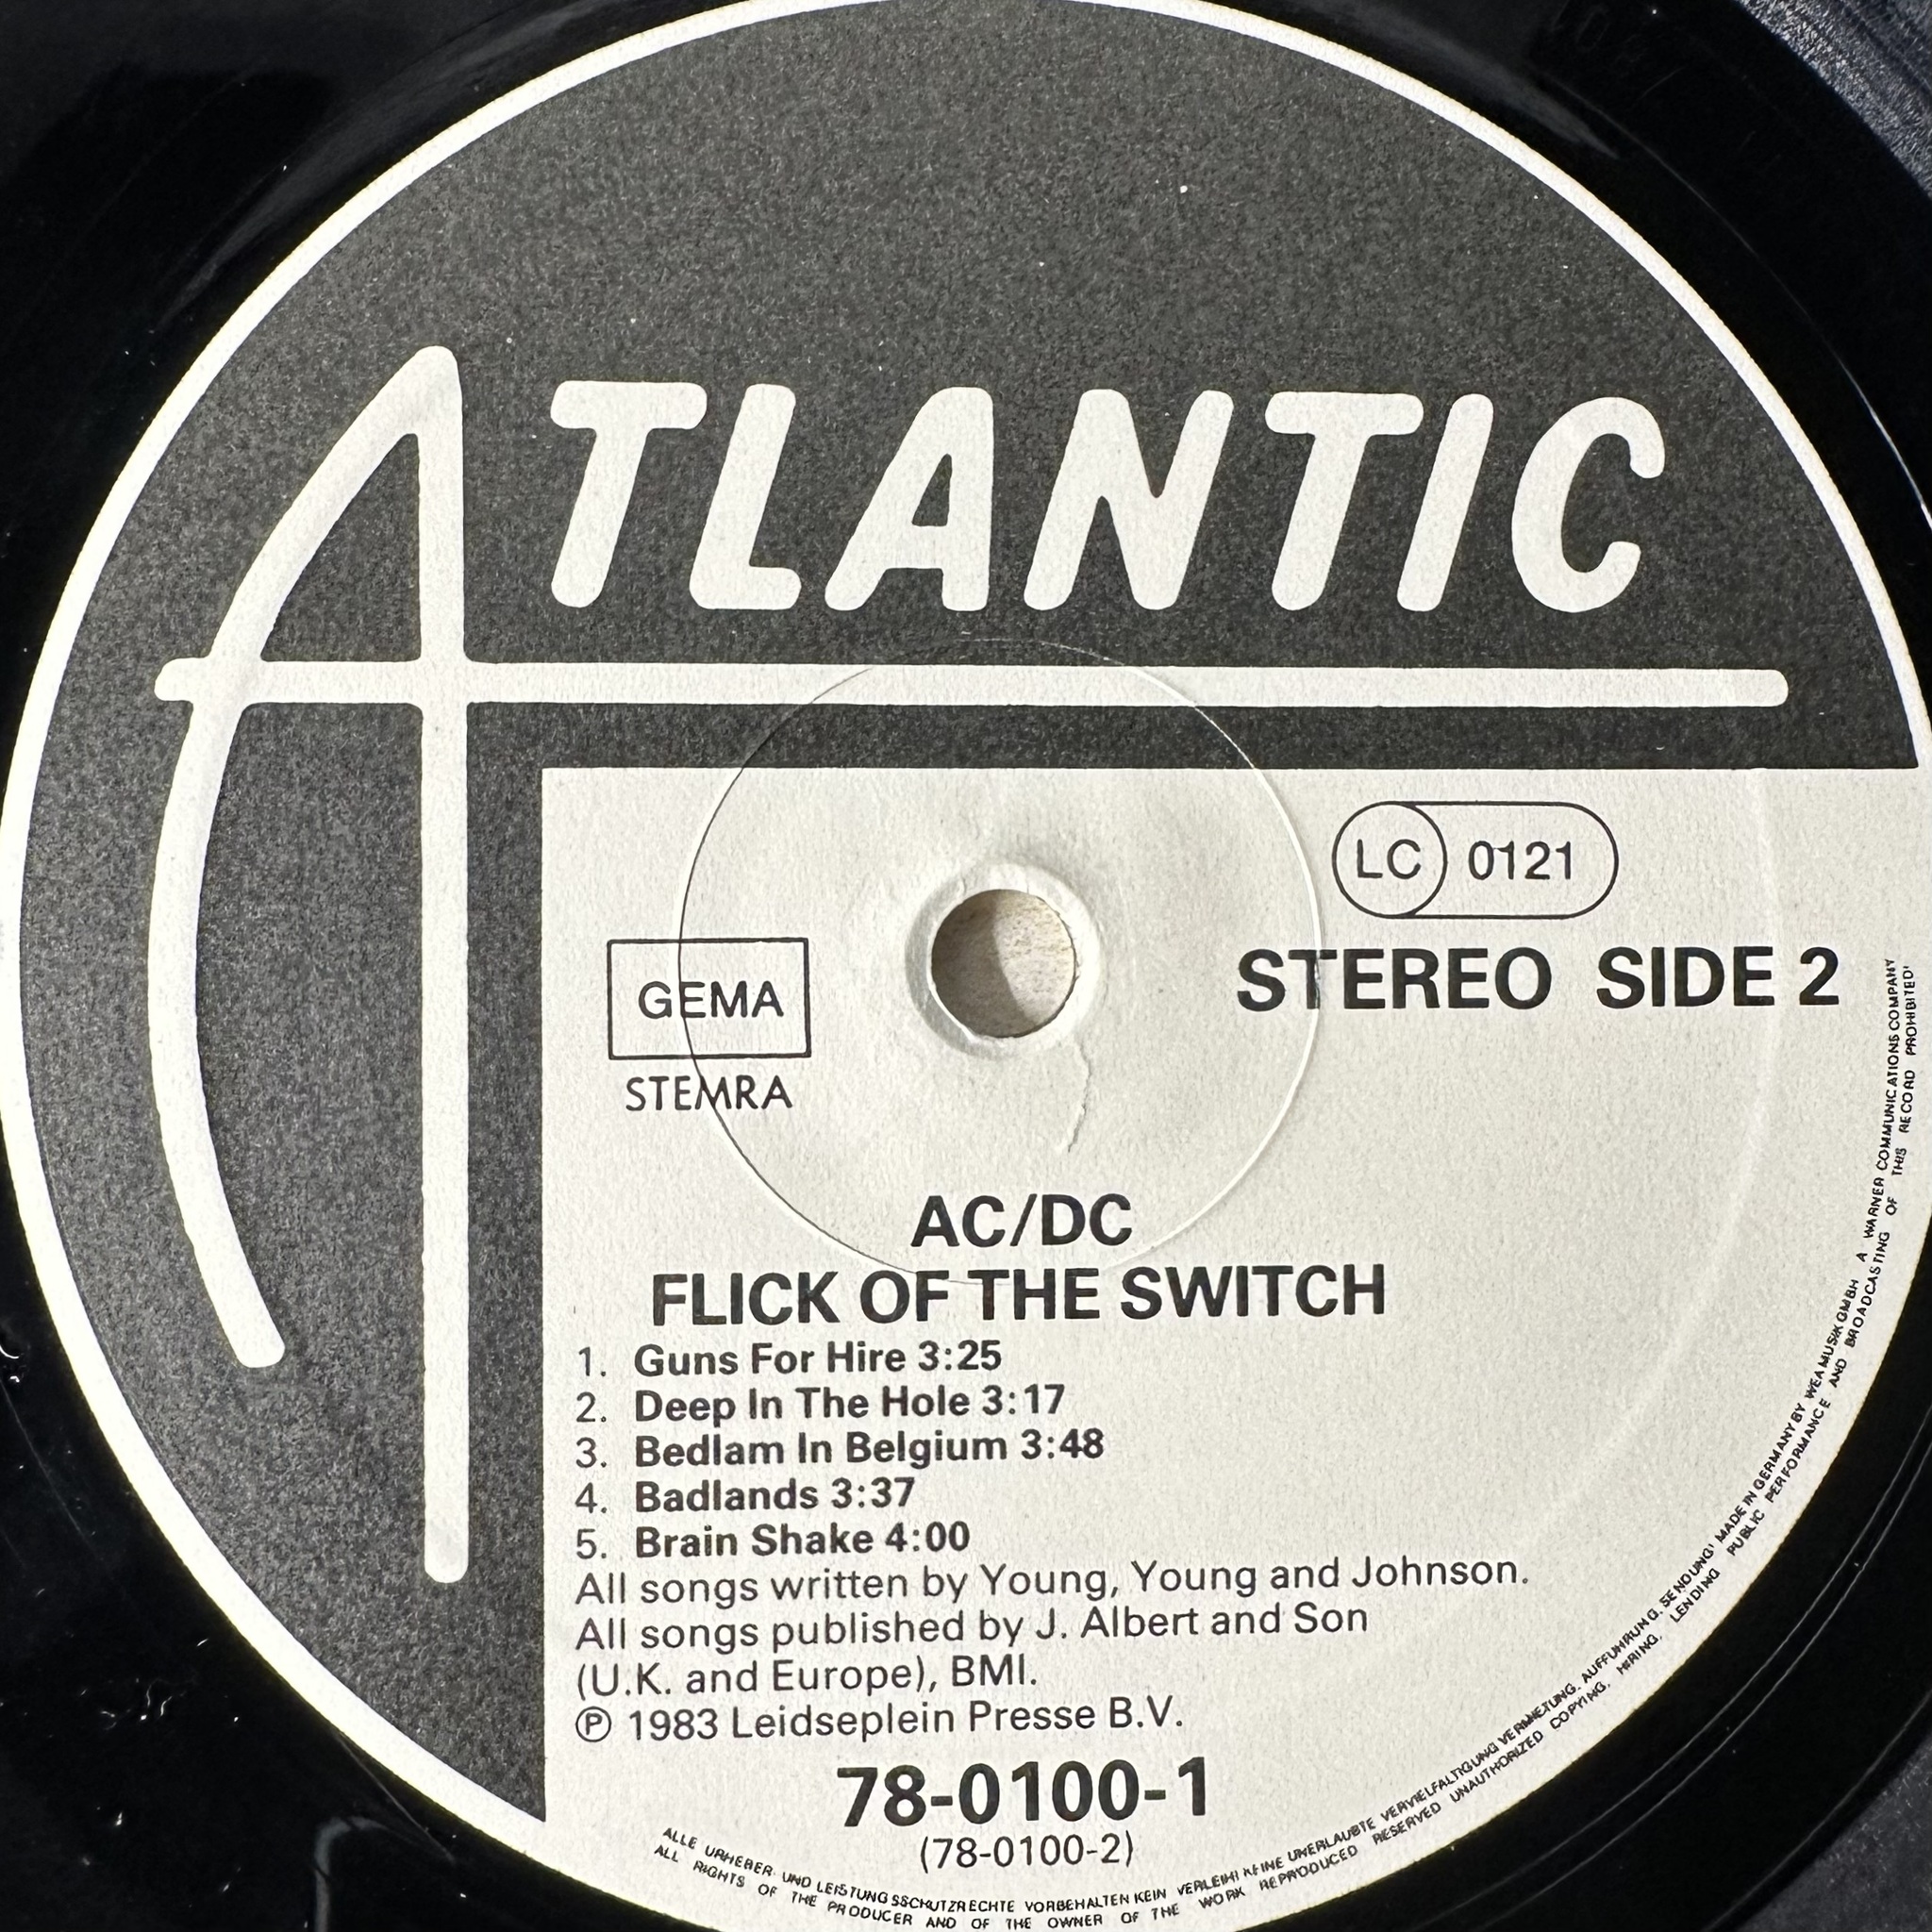 ATLANTIC
LC 0121
GEMA
STEREO SIDE 2
STEMRA
AC/DC
FLICK OF THE SWITCH
1. Guns For Hire 3:25
2. Deep In The Hole 3:17
3. Bedlam In Belgium 3:48
4. Badlands 3:37
5. Brain Shake 4:00
All songs written by Young, Young and Johnson.
All songs published by J. Albert and Son
(U.K. and Europe), BMI.
℗ 1983 Leidseplein Presse B.V.
78-0100-1
(78-0100-2)
ALLE URHEBER UND LEISTUNGSSCHUTZRECHTE VORBEHALTEN KEIN VERLEIH! KEINE UNERLAUBTE VERVIELFÄLTIGUNG VERMIETUNG. AUFFÜHRUNG. SENDUNG! MADE IN GERMANY BY WEA MUSIK GMBH A WARNER COMMUNICATIONS COMPANY
ALL RIGHTS OF THE PRODUCER AND OF THE OWNER OF THE WORK REPRODUCED RESERVED UNAUTHORIZED COPYING. HIRING. LENDING PUBLIC PERFORMANCE AND BROADCASTING OF THIS RECORD PROHIBITED!